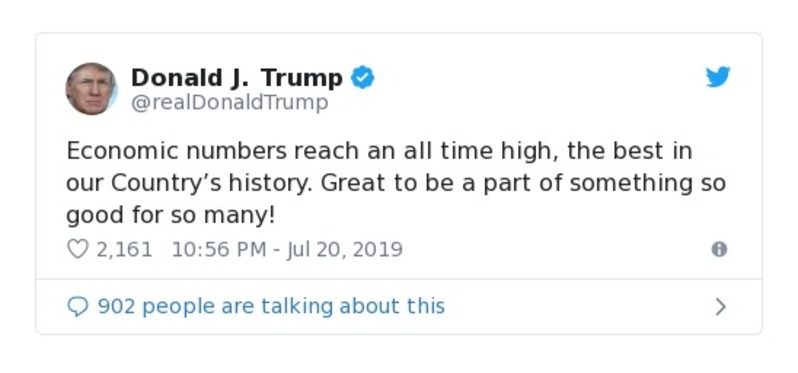 Donald J. Trump
@realDonaldTrump
Economic numbers reach an all time high, the best in
our Country’s history. Great to be a part of something so
good for so many!
2,161 10:56 PM - Jul 20, 2019
902 people are talking about this